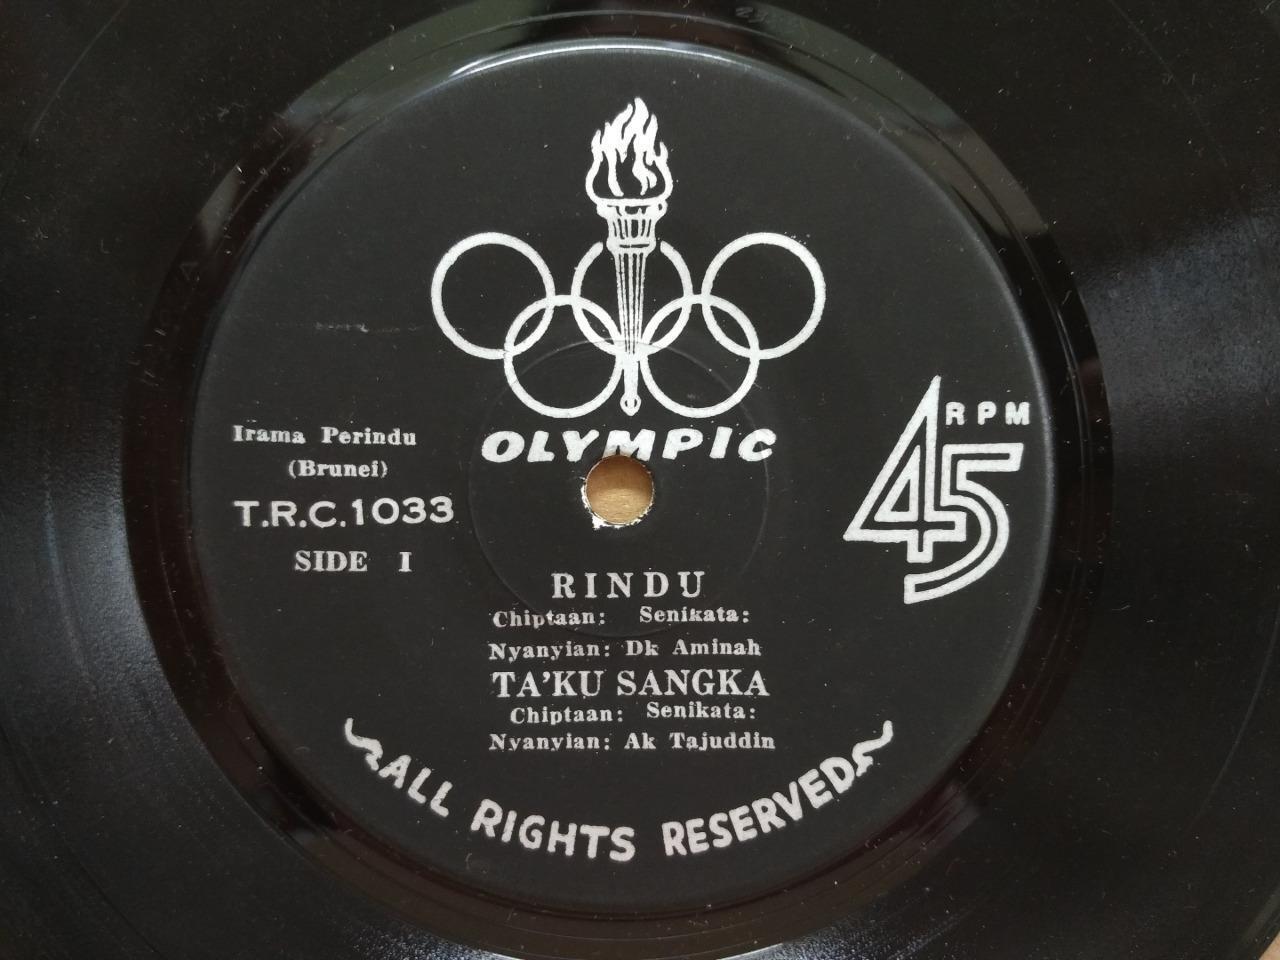 OLYMPIC
45 RPM
Irama Perindu
(Brunei)
T.R.C.1033
SIDE I
RINDU
Chiptaan: Senikata:
Nyanyian: Dk Aminah
TA'KU SANGKA
Chiptaan: Senikata:
Nyanyian: Ak Tajuddin
ALL RIGHTS RESERVED